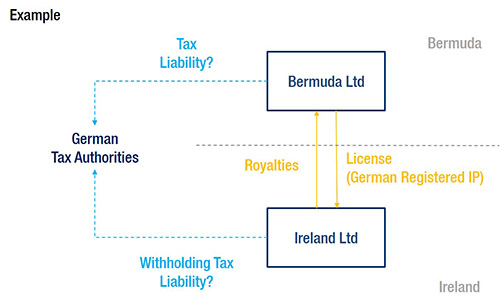 Example
Bermuda
Tax
Liability?
Bermuda Ltd
German
Tax Authorities
Royalties
License
(German Registered IP)
Ireland Ltd
Withholding Tax
Liability?
Ireland